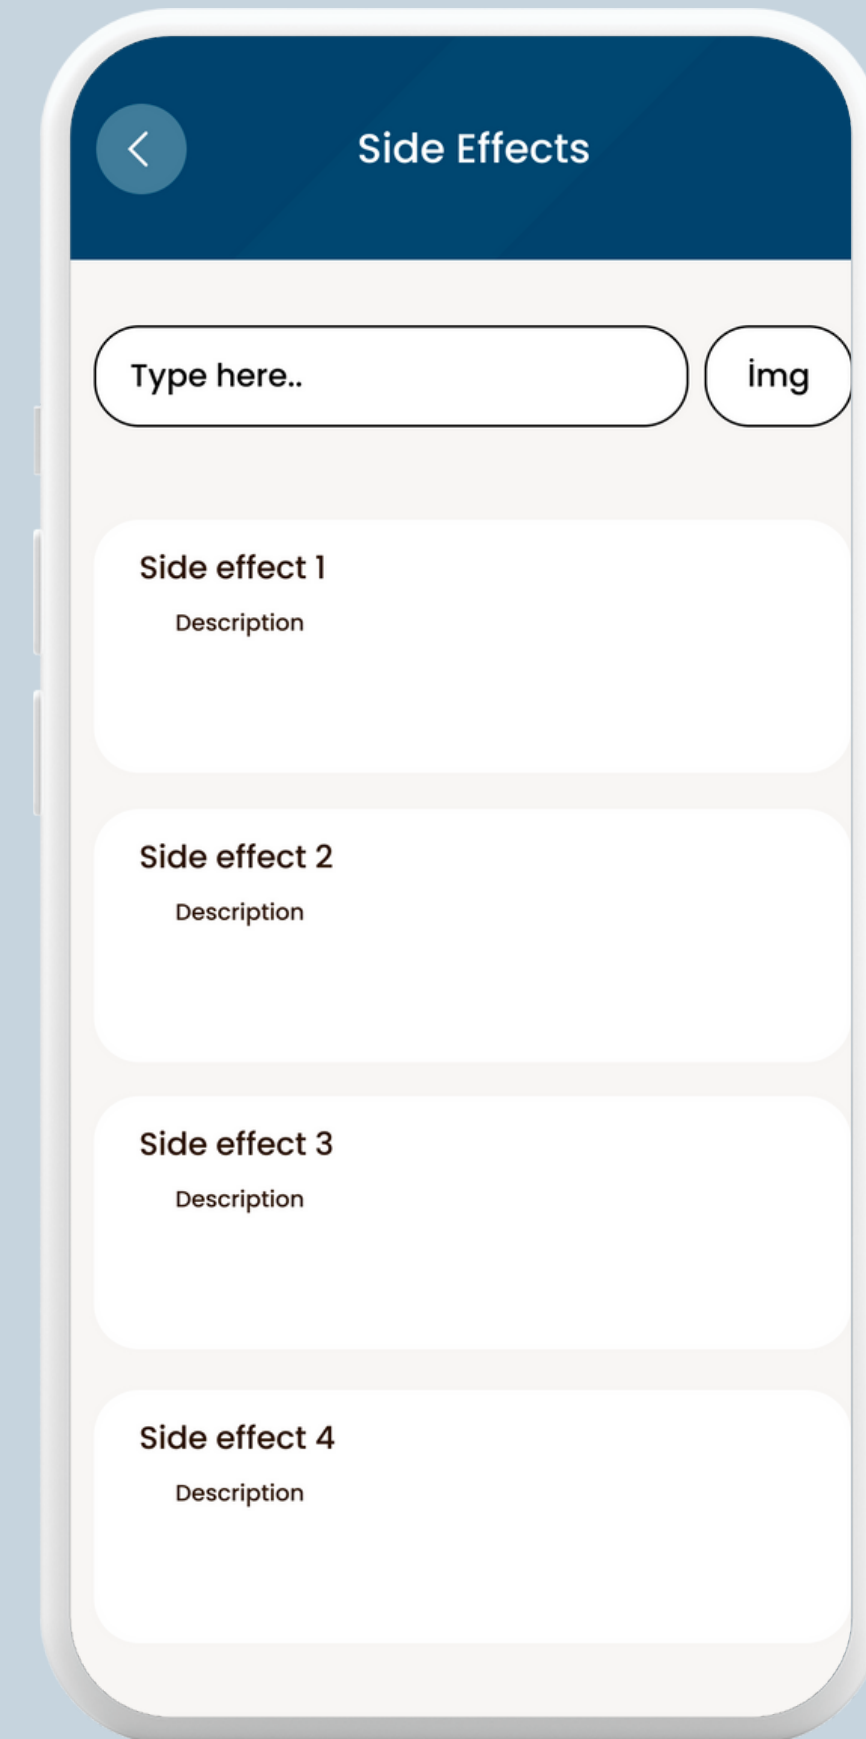 Side Effects
Type here.. İmg
Side effect 1
Description
Side effect 2
Description
Side effect 3
Description
Side effect 4
Description